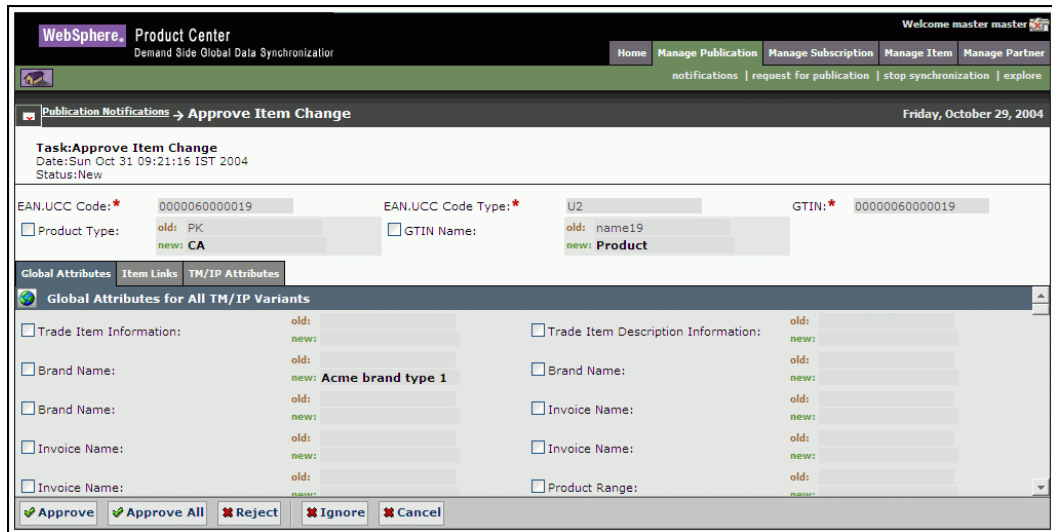 Welcome master master
WebSphere. Product Center
Demand Side Global Data Synchronization
Home Manage Publication Manage Subscription Manage Item Manage Partner
notifications | request for publication | stop synchronization | explore
Publication Notifications → Approve Item Change Friday, October 29, 2004
Task:Approve Item Change
Date:Sun Oct 31 09:21:16 IST 2004
Status:New
EAN.UCC Code:* 0000060000019 EAN.UCC Code Type:* U2 GTIN:* 00000060000019
Product Type: old: PK GTIN Name: old: name19
new: CA new: Product
Global Attributes Item Links TM/IP Attributes
Global Attributes for All TM/IP Variants
Trade Item Information: old: Trade Item Description Information: old:
new: new:
Brand Name: old: Brand Name: old:
new: Acme brand type 1 new:
Brand Name: old: Invoice Name: old:
new: new:
Invoice Name: old: Invoice Name: old:
new: new:
Invoice Name: old: Product Range: old:
new: new:
Approve Approve All Reject Ignore Cancel